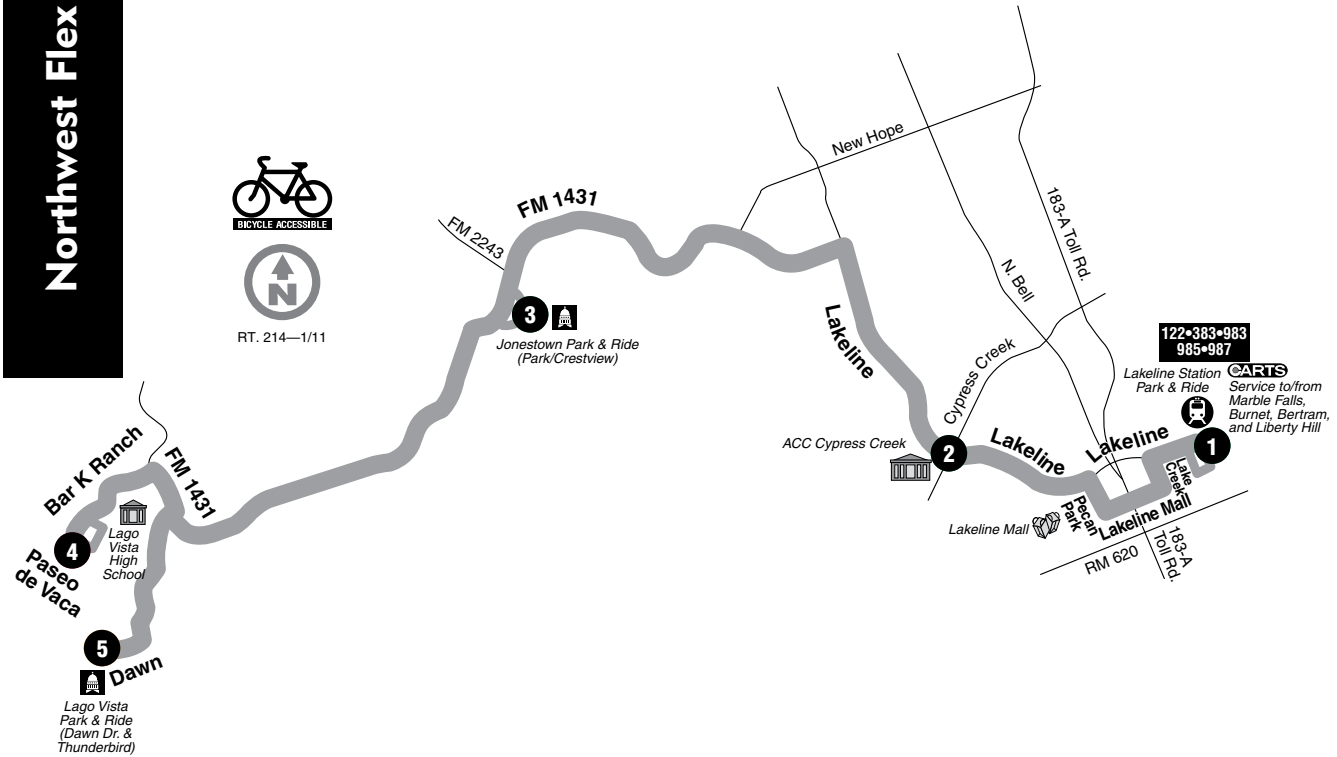 Northwest Flex
BICYCLE ACCESSIBLE
N
RT. 214—1/11
FM 2243
FM 1431
New Hope
183-A Toll Rd.
N. Bell
3
Jonestown Park & Ride
(Park/Crestview)
Lakeline
Cypress Creek
122•383•983
985•987
Lakeline Station
Park & Ride
CARTS
Service to/from
Marble Falls,
Burnet, Bertram,
and Liberty Hill
1
ACC Cypress Creek
2
Lakeline
Lakeline
Lake
Creek
Pecan
Park
Lakeline Mall
Lakeline Mall
RM 620
183-A
Toll Rd.
Bar K Ranch
FM 1431
Lago
Vista
High
School
4
Paseo
de Vaca
5
Dawn
Lago Vista
Park & Ride
(Dawn Dr. &
Thunderbird)